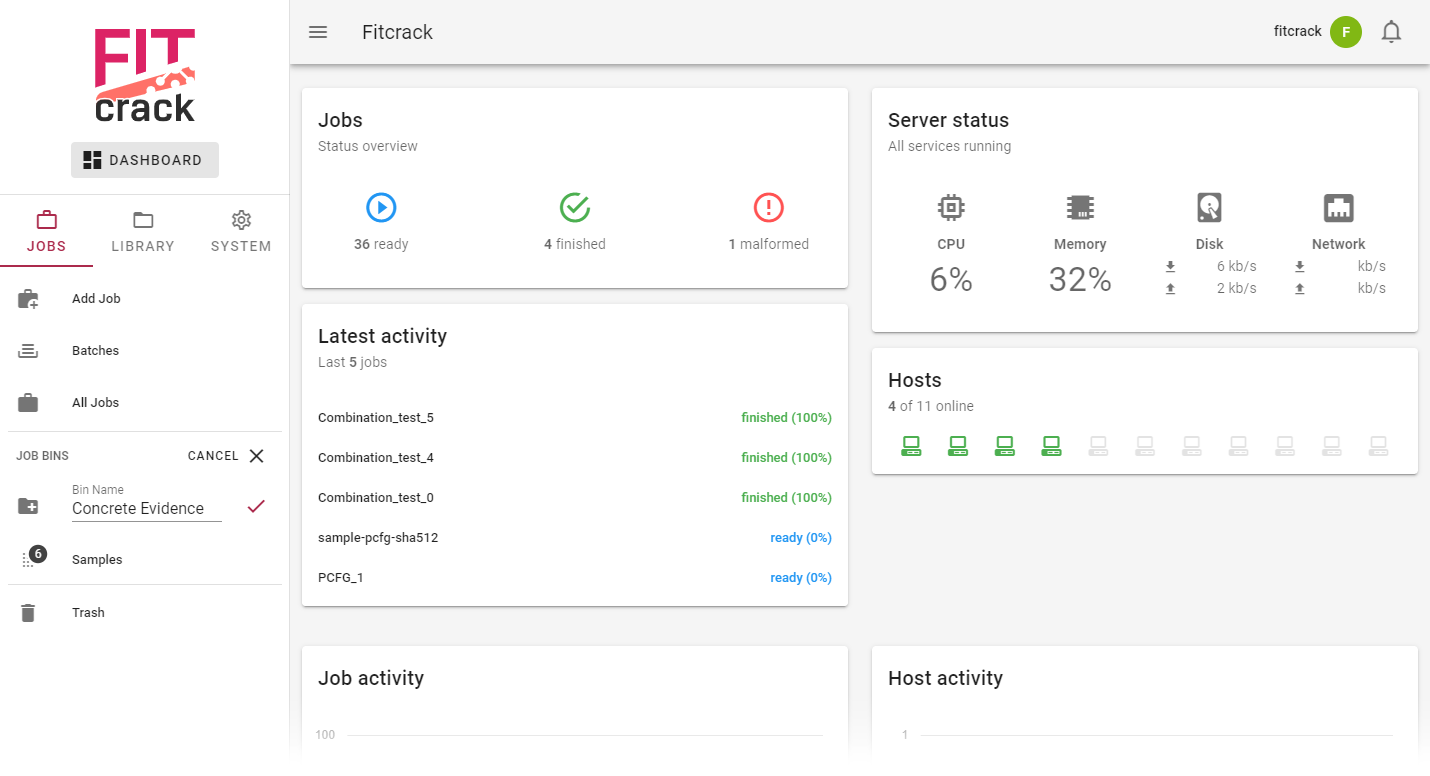 FIT
crack
DASHBOARD
JOBS LIBRARY SYSTEM
Add Job
Batches
All Jobs
JOB BINS CANCEL
Bin Name
Concrete Evidence
6 Samples
Trash
Fitcrack
fitcrack F
Jobs
Status overview
36 ready 4 finished 1 malformed
Latest activity
Last 5 jobs
Combination_test_5 finished (100%)
Combination_test_4 finished (100%)
Combination_test_0 finished (100%)
sample-pcfg-sha512 ready (0%)
PCFG_1 ready (0%)
Server status
All services running
CPU Memory Disk Network
6% 32%
6 kb/s kb/s
2 kb/s kb/s
Hosts
4 of 11 online
Job activity
100
Host activity
1